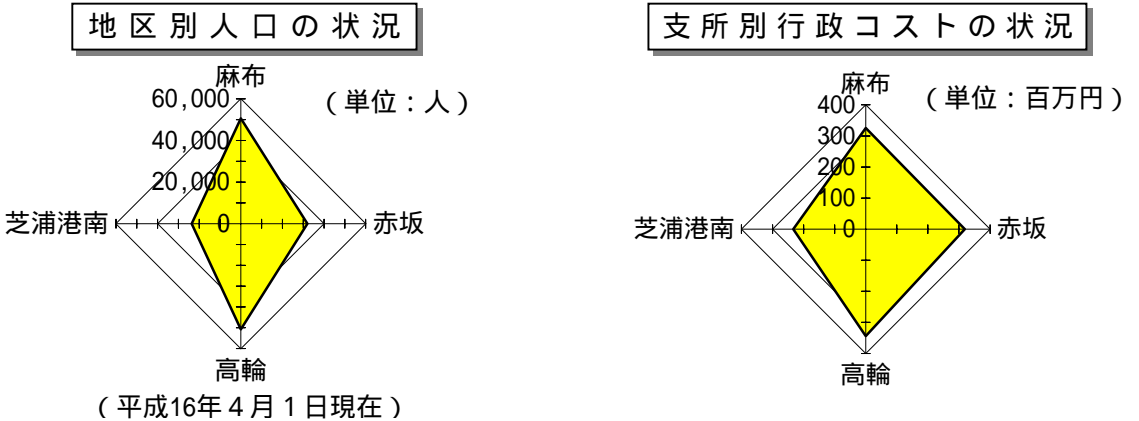 地区別人口の状況
麻布
60,000
（単位：人）
40,000
20,000
0
芝浦港南
赤坂
高輪
（平成16年４月１日現在）
支所別行政コストの状況
麻布
400
（単位：百万円）
300
200
100
0
芝浦港南
赤坂
高輪